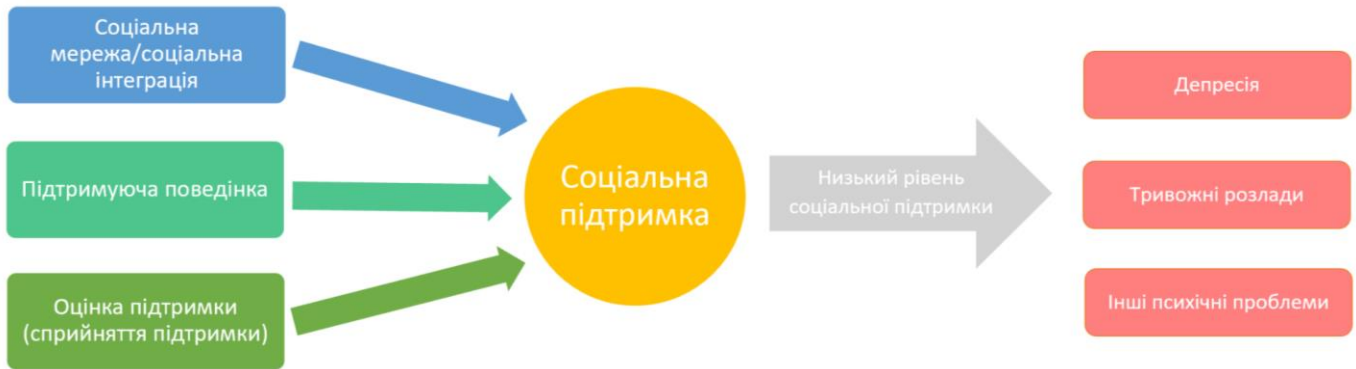 Соціальна
мережа/соціальна
інтеграція
Підтримуюча поведінка
Оцінка підтримки
(сприйняття підтримки)
Соціальна
підтримка
Низький рівень
соціальної підтримки
Депресія
Тривожні розлади
Інші психічні проблеми